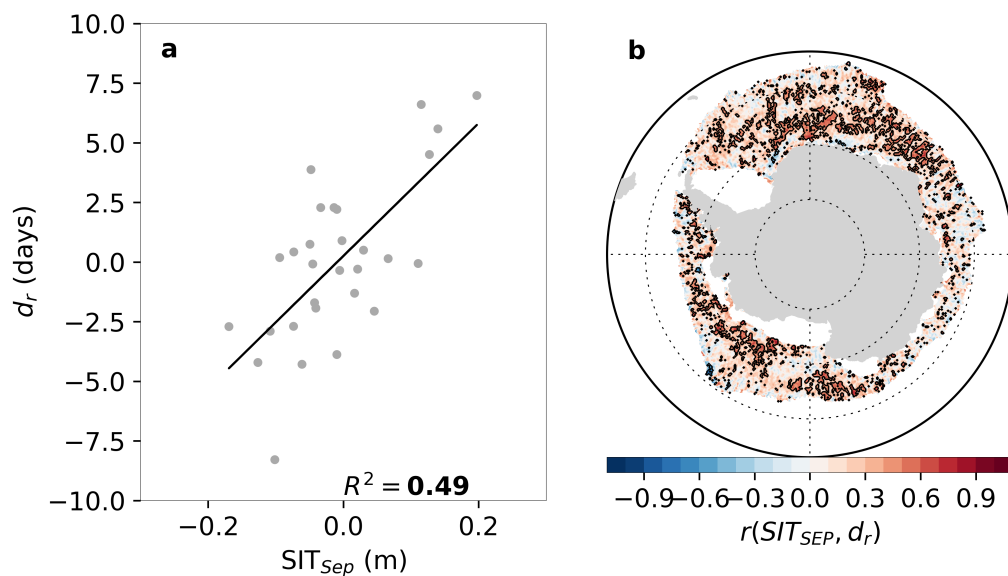 a
10.0
7.5
5.0
2.5
0.0
−2.5
−5.0
−7.5
−10.0
d_r (days)
R² = 0.49
−0.2 0.0 0.2
SIT_Sep (m)
b
−0.9 −0.6 −0.3 0.0 0.3 0.6 0.9
r(SIT_SEP, d_r)